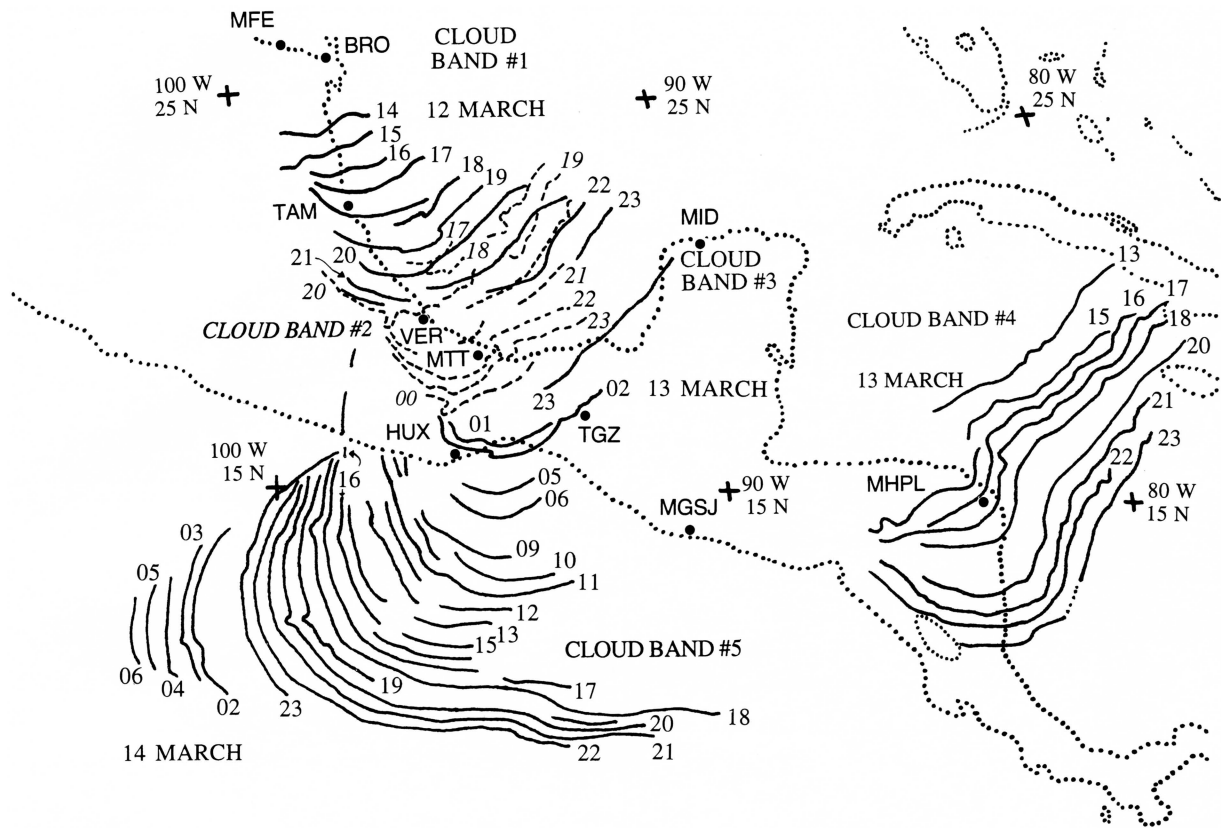 MFE
BRO
CLOUD
BAND #1
100 W
25 N
90 W
25 N
80 W
25 N
12 MARCH
14
15
16
17
18
19
19
22
23
TAM
17
18
MID
CLOUD
BAND #3
13
21
20
20
21
22
23
CLOUD BAND #2
VER
MTT
CLOUD BAND #4
15
16
17
18
20
13 MARCH
13 MARCH
00
01
23
02
HUX
TGZ
21
22
23
100 W
15 N
16
05
06
90 W
15 N
80 W
15 N
MHPL
MGSJ
03
05
09
10
11
12
13
15
CLOUD BAND #5
06
04
02
23
19
17
18
20
21
22
14 MARCH